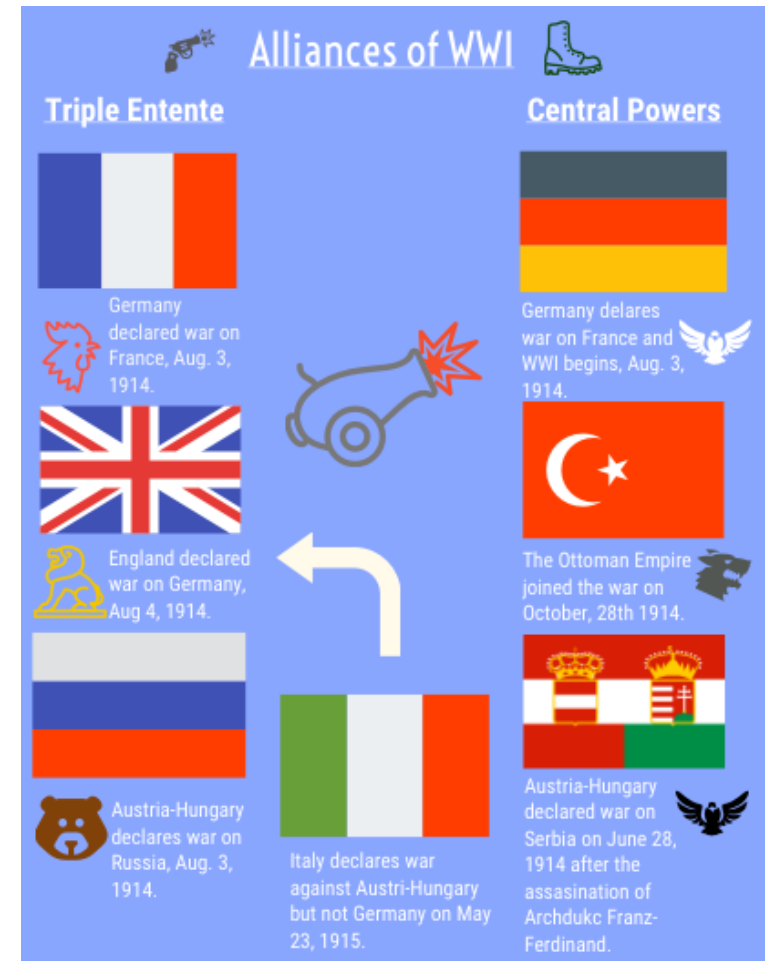 Alliances of WWI
Triple Entente
Germany
declared war on
France, Aug. 3,
1914.
England declared
war on Germany,
Aug 4, 1914.
Austria-Hungary
declares war on
Russia, Aug. 3,
1914.
Italy declares war
against Austri-Hungary
but not Germany on May
23, 1915.
Central Powers
Germany delares
war on France and
WWI begins, Aug. 3,
1914.
The Ottoman Empire
joined the war on
October, 28th 1914.
Austria-Hungary
declared war on
Serbia on June 28,
1914 after the
assasination of
Archdukc Franz-
Ferdinand.